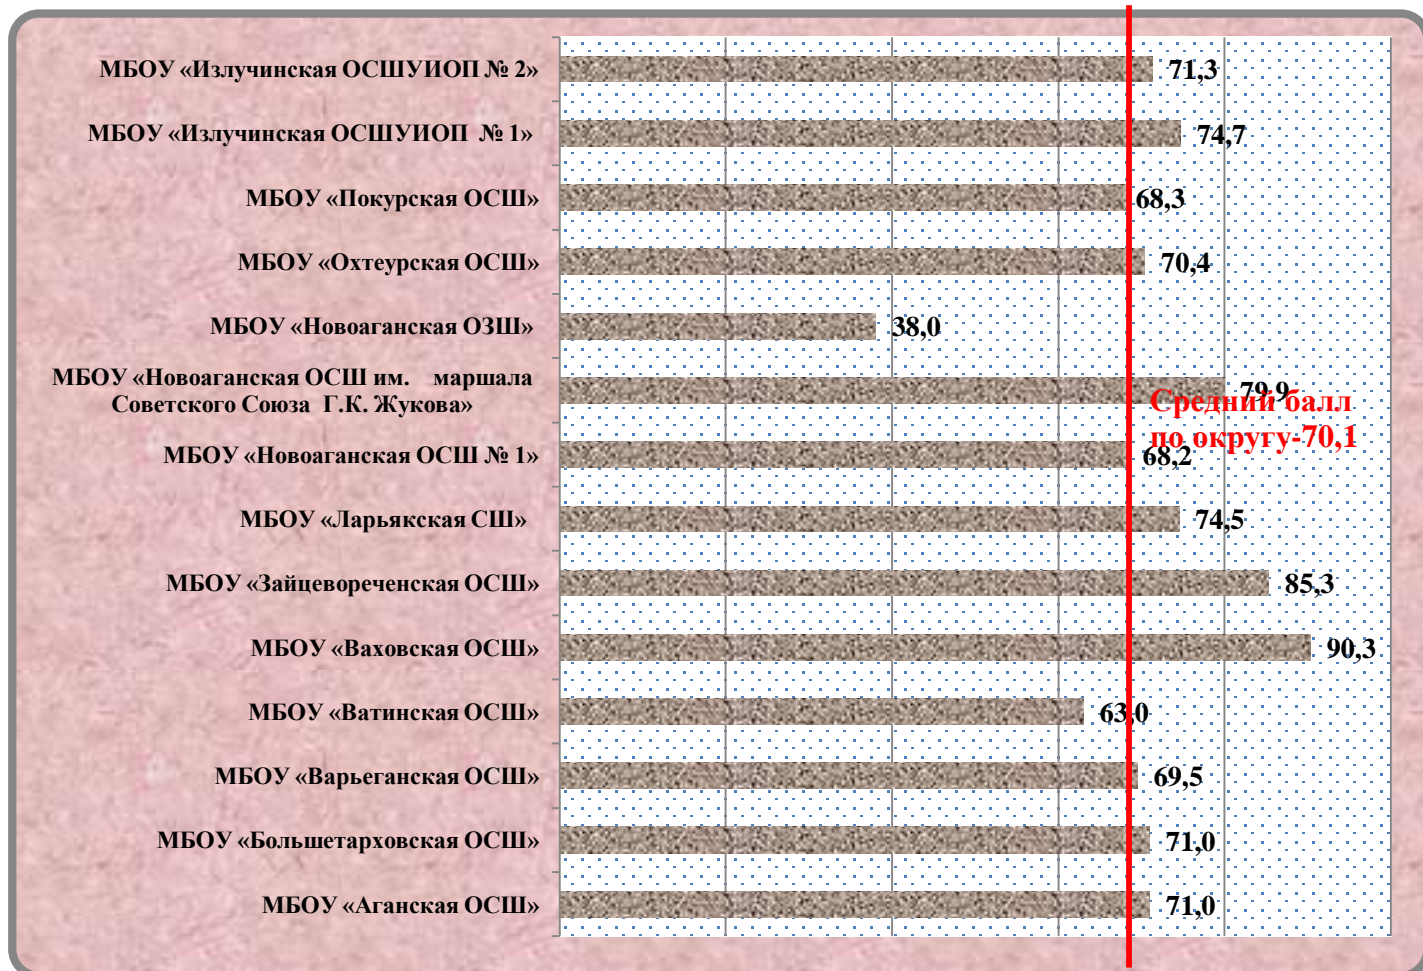 МБОУ «Излучинская ОСШУИОП № 2»
71,3
МБОУ «Излучинская ОСШУИОП № 1»
74,7
МБОУ «Покурская ОСШ»
68,3
МБОУ «Охтеурская ОСШ»
70,4
МБОУ «Новоаганская ОЗШ»
38,0
МБОУ «Новоаганская ОСШ им. маршала
Советского Союза Г.К. Жукова»
79,9
Средний балл
по округу-70,1
МБОУ «Новоаганская ОСШ № 1»
68,2
МБОУ «Ларьякская СШ»
74,5
МБОУ «Зайцевореченская ОСШ»
85,3
МБОУ «Ваховская ОСШ»
90,3
МБОУ «Ватинская ОСШ»
63,0
МБОУ «Варьеганская ОСШ»
69,5
МБОУ «Большетарховская ОСШ»
71,0
МБОУ «Аганская ОСШ»
71,0